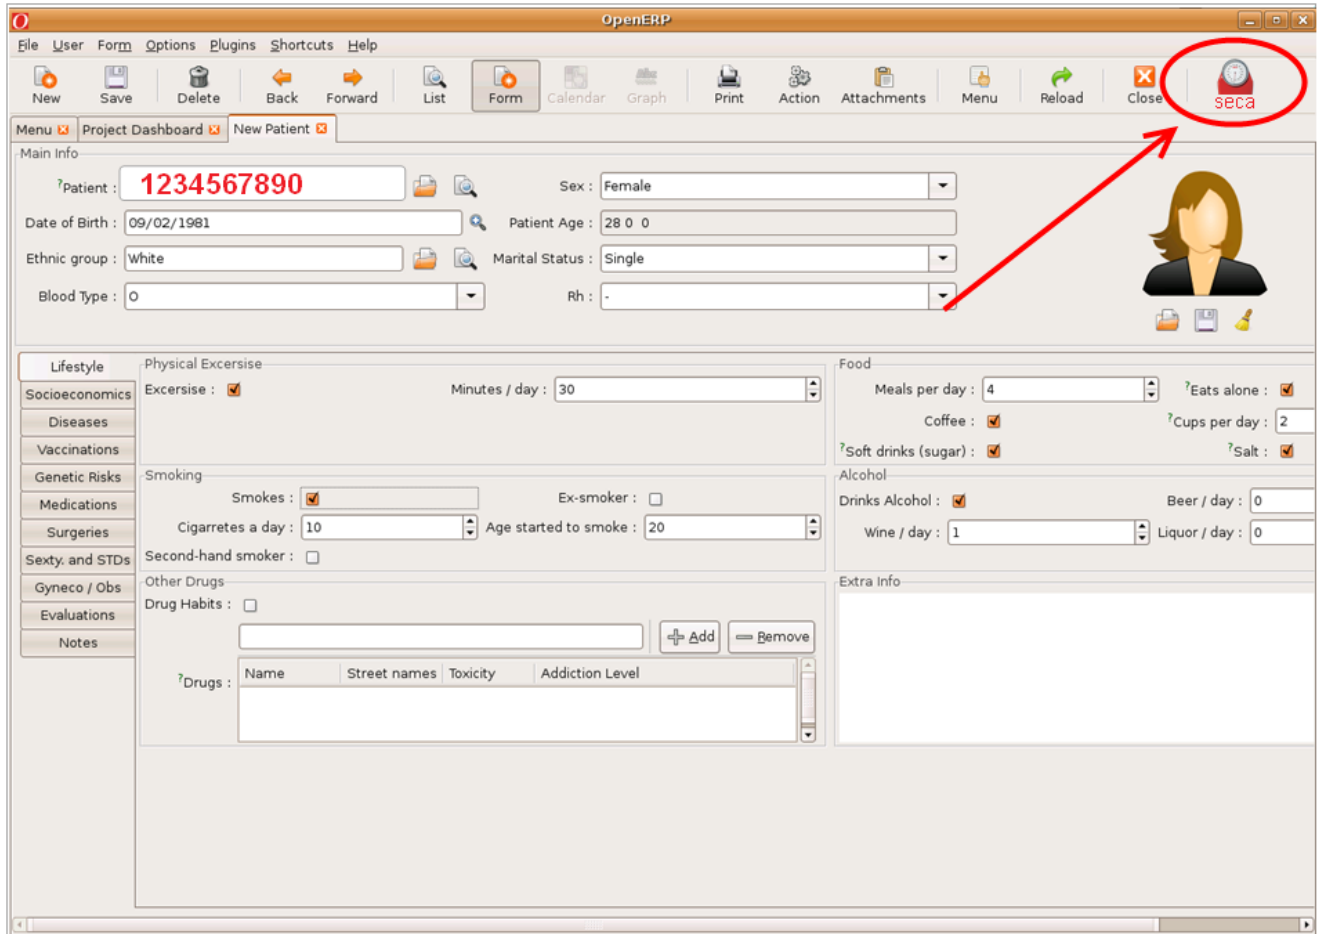 OpenERP
File User Form Options Plugins Shortcuts Help
New Save Delete Back Forward List Form Calendar Graph Print Action Attachments Menu Reload Close seca
Menu Project Dashboard New Patient
Main Info
?Patient : 1234567890 Sex : Female
Date of Birth : 09/02/1981 Patient Age : 28 0 0
Ethnic group : White Marital Status : Single
Blood Type : O Rh : -
Lifestyle
Socioeconomics
Diseases
Vaccinations
Genetic Risks
Medications
Surgeries
Sexty. and STDs
Gyneco / Obs
Evaluations
Notes
Physical Excersise
Excersise : Minutes / day : 30
Food
Meals per day : 4 ?Eats alone :
Coffee : ?Cups per day : 2
?Soft drinks (sugar) : ?Salt :
Smoking
Smokes : Ex-smoker :
Cigarretes a day : 10 Age started to smoke : 20
Second-hand smoker :
Alcohol
Drinks Alcohol : Beer / day : 0
Wine / day : 1 Liquor / day : 0
Other Drugs
Drug Habits :
Add Remove
?Drugs : Name Street names Toxicity Addiction Level
Extra Info